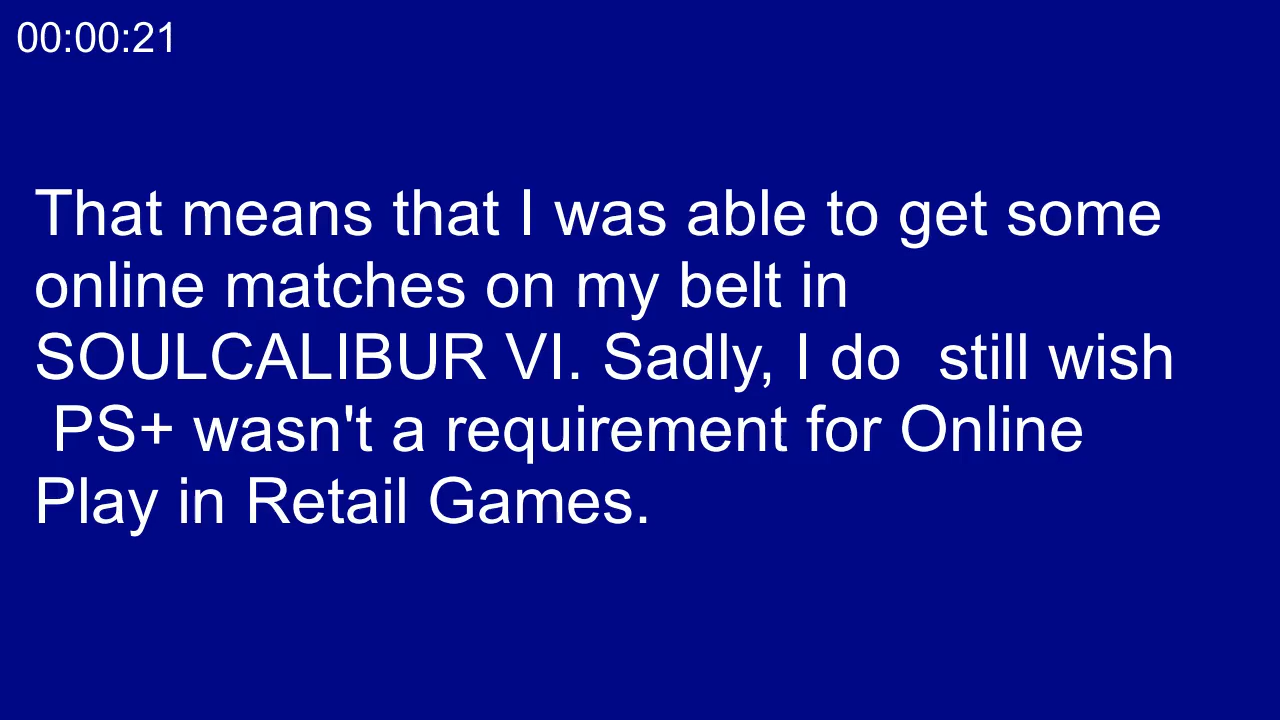 00:00:21
That means that I was able to get some
online matches on my belt in
SOULCALIBUR VI. Sadly, I do  still wish
 PS+ wasn't a requirement for Online
Play in Retail Games.